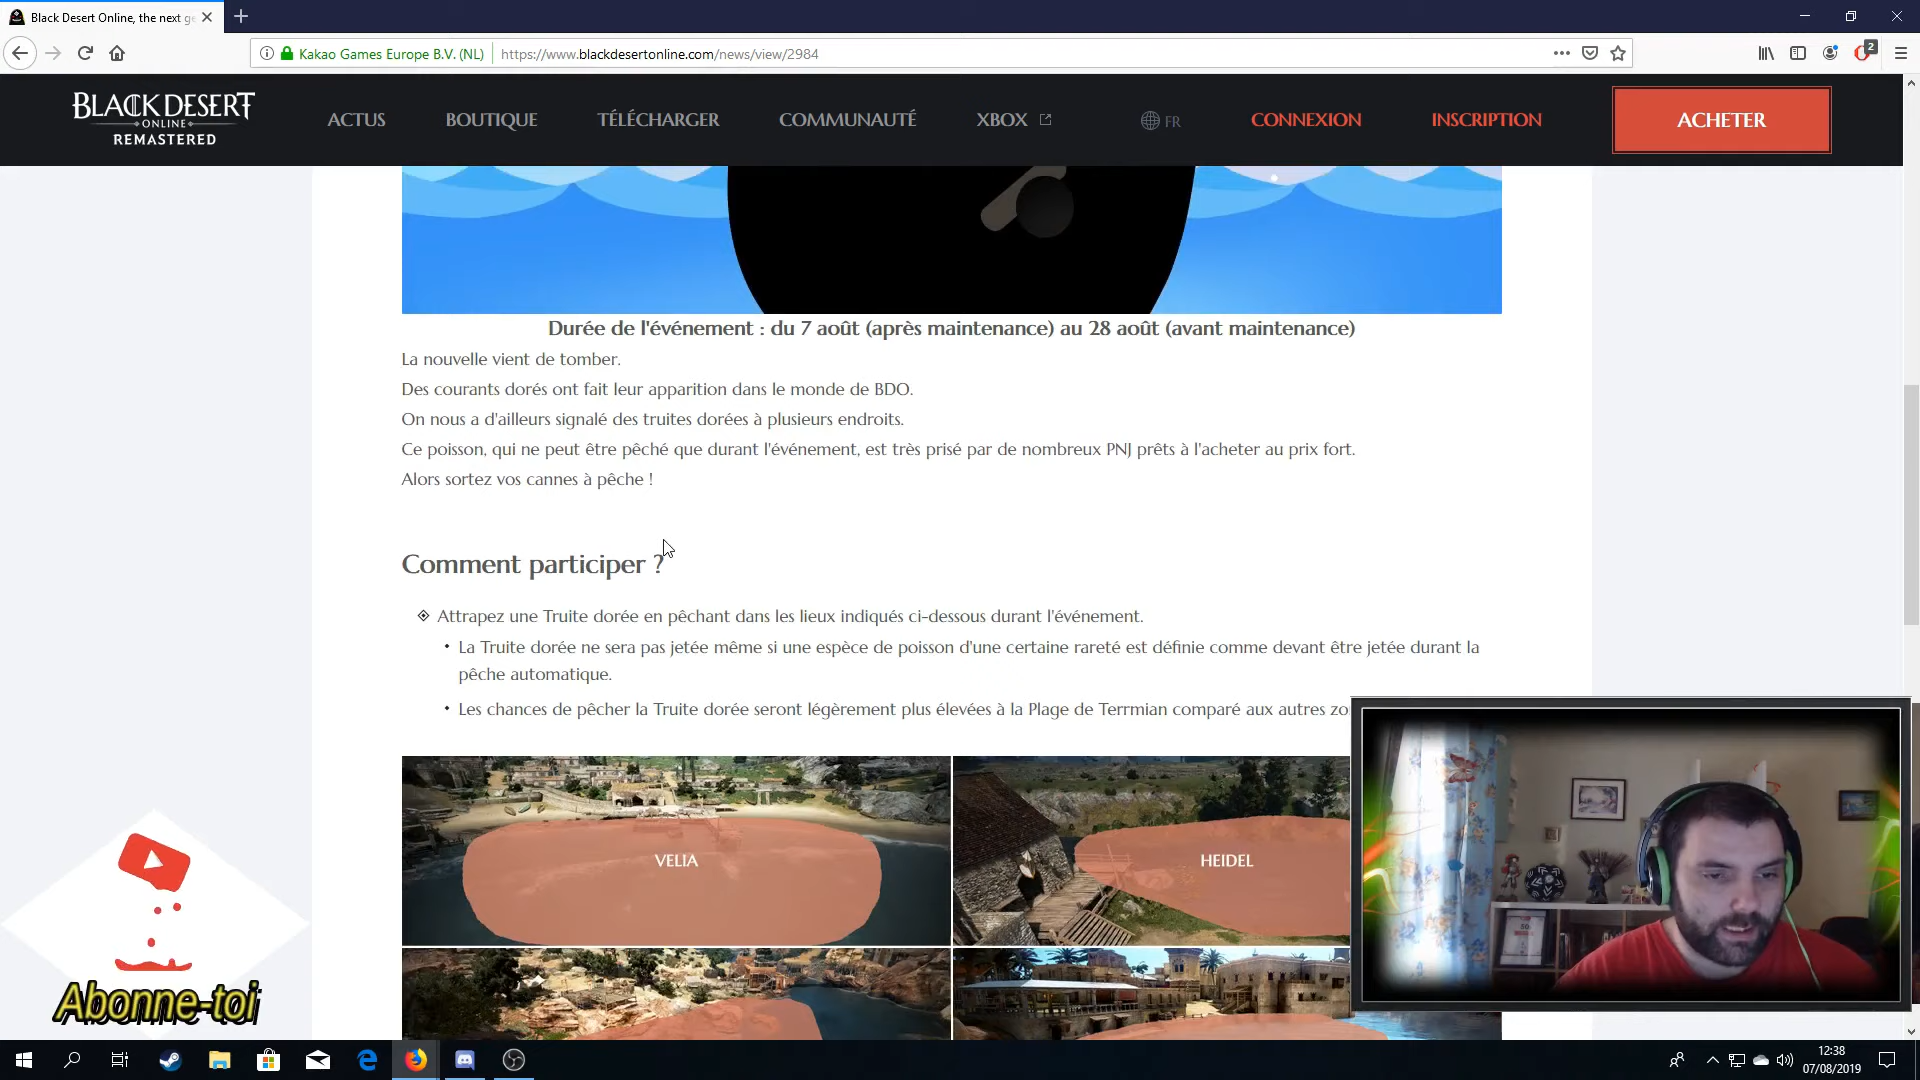 Black Desert Online, the next ge
Kakao Games Europe B.V. (NL)
https://www.blackdesertonline.com/news/view/2984
2
BLACK DESERT
ONLINE
REMASTERED
ACTUS
BOUTIQUE
TÉLÉCHARGER
COMMUNAUTÉ
XBOX
FR
CONNEXION
INSCRIPTION
ACHETER
Durée de l'événement : du 7 août (après maintenance) au 28 août (avant maintenance)
La nouvelle vient de tomber.
Des courants dorés ont fait leur apparition dans le monde de BDO.
On nous a d'ailleurs signalé des truites dorées à plusieurs endroits.
Ce poisson, qui ne peut être pêché que durant l'événement, est très prisé par de nombreux PNJ prêts à l'acheter au prix fort.
Alors sortez vos cannes à pêche !
Comment participer ?
Attrapez une Truite dorée en pêchant dans les lieux indiqués ci-dessous durant l'événement.
La Truite dorée ne sera pas jetée même si une espèce de poisson d'une certaine rareté est définie comme devant être jetée durant la
pêche automatique.
Les chances de pêcher la Truite dorée seront légèrement plus élevées à la Plage de Terrmian comparé aux autres zo
VELIA
HEIDEL
Abonne-toi
12:38
07/08/2019